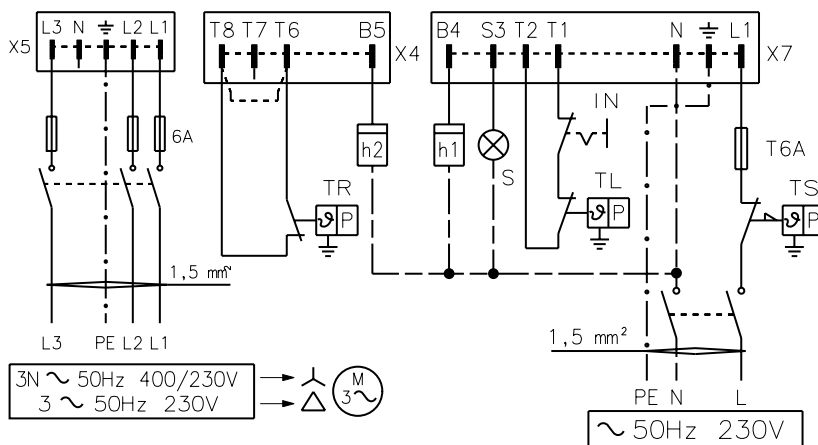 L3 N L2 L1
X5
T8 T7 T6 B5
X4
B4 S3 T2 T1 N L1
X7
6A
h2
h1
S
IN
T6A
TR
P
TL
P
TS
P
1,5 mm²
L3 PE L2 L1
1,5 mm²
PE N L
3N ~ 50Hz 400/230V
3 ~ 50Hz 230V
M
3~
~ 50Hz 230V